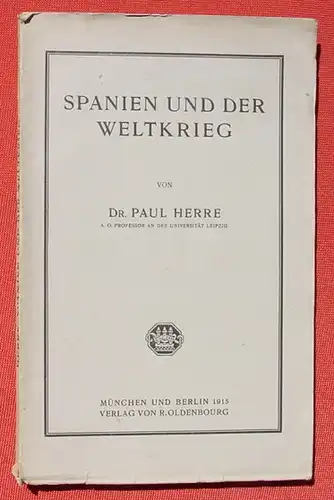 SPANIEN UND DER
WELTKRIEG
VON
DR. PAUL HERRE
A. O. PROFESSOR AN DER UNIVERSITÄT LEIPZIG
MÜNCHEN UND BERLIN 1915
VERLAG VON R. OLDENBOURG